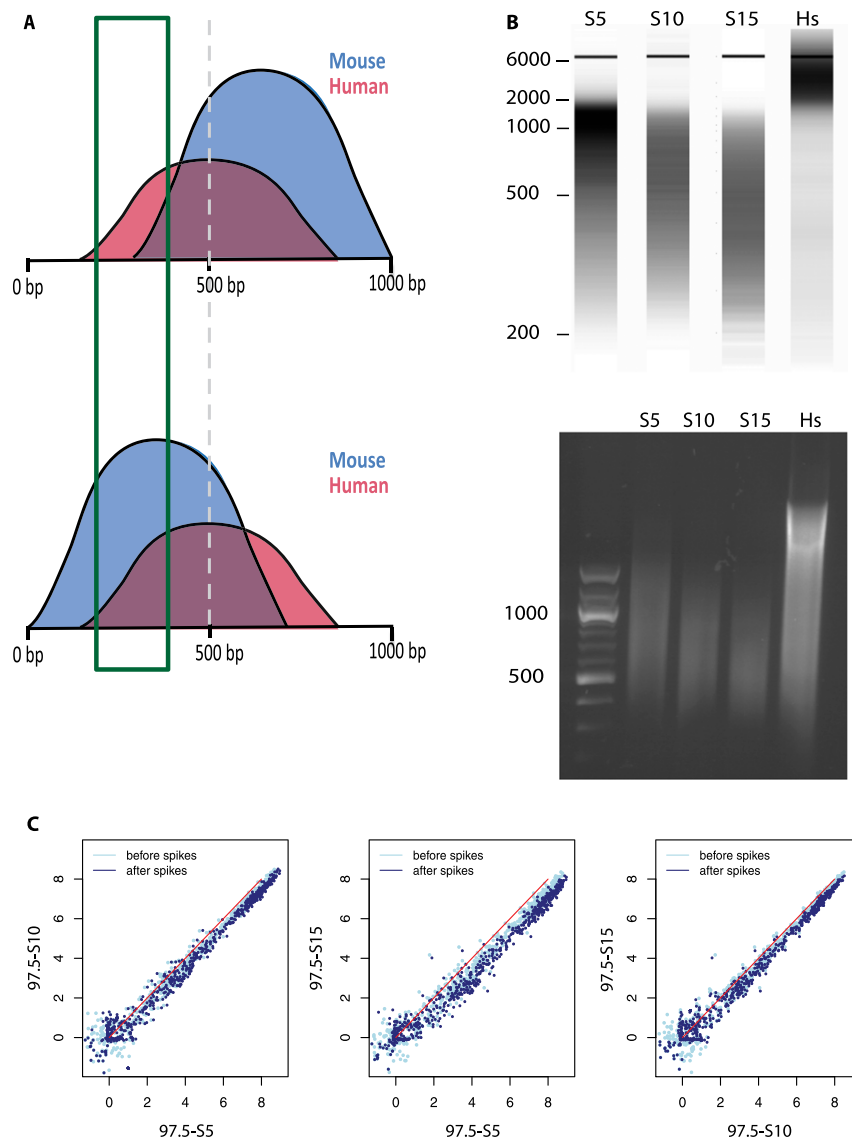 A
Mouse
Human
0 bp
500 bp
1000 bp
Mouse
Human
0 bp
500 bp
1000 bp
B
S5 S10 S15 Hs
6000
2000
1000
500
200
S5 S10 S15 Hs
1000
500
C
before spikes
after spikes
97.5-S10
8
6
4
2
0
0 2 4 6 8
97.5-S5
before spikes
after spikes
97.5-S15
8
6
4
2
0
0 2 4 6 8
97.5-S5
before spikes
after spikes
97.5-S15
8
6
4
2
0
0 2 4 6 8
97.5-S10